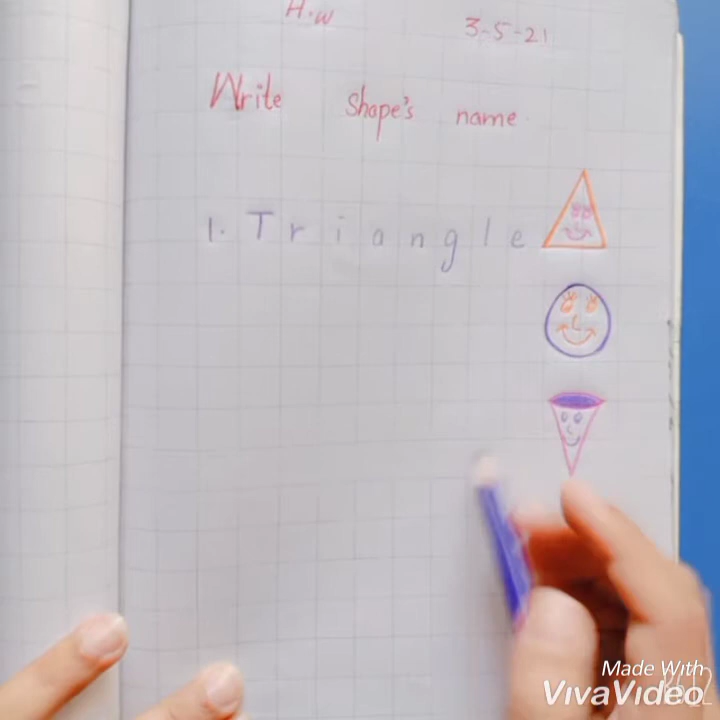 H.W 3-5-21
Write Shape's name
1. Triangle
Made With
VivaVideo